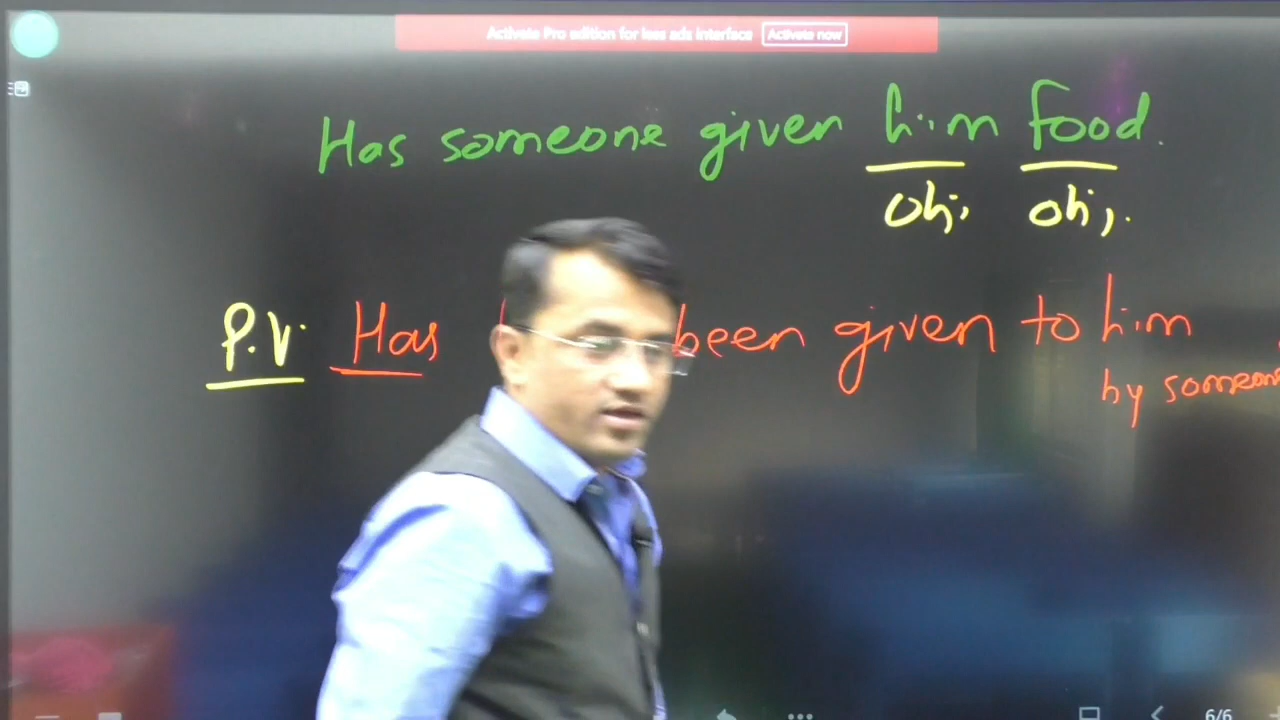 Activate Pro edition for less ads interface Activate now
Has someone given him food.
obj, obj,.
P.V. Has been given to him
by someone
6/6